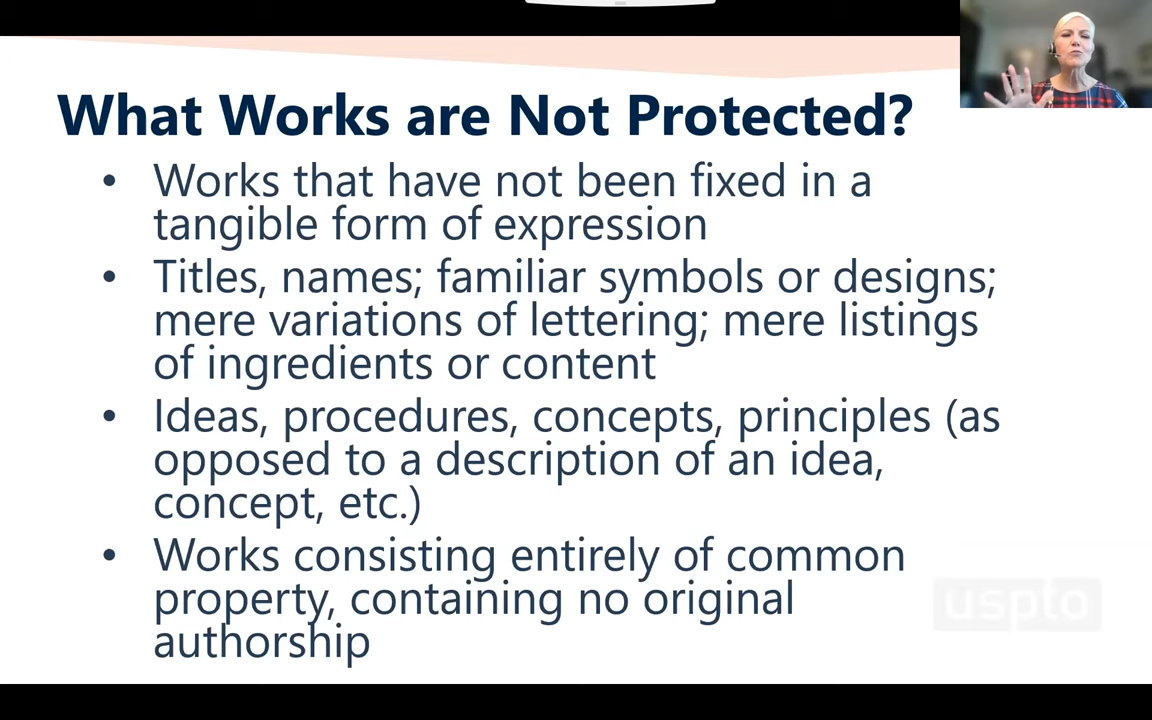 What Works are Not Protected?
• Works that have not been fixed in a
tangible form of expression
• Titles, names; familiar symbols or designs;
mere variations of lettering; mere listings
of ingredients or content
• Ideas, procedures, concepts, principles (as
opposed to a description of an idea,
concept, etc.)
• Works consisting entirely of common
property, containing no original
authorship
uspto